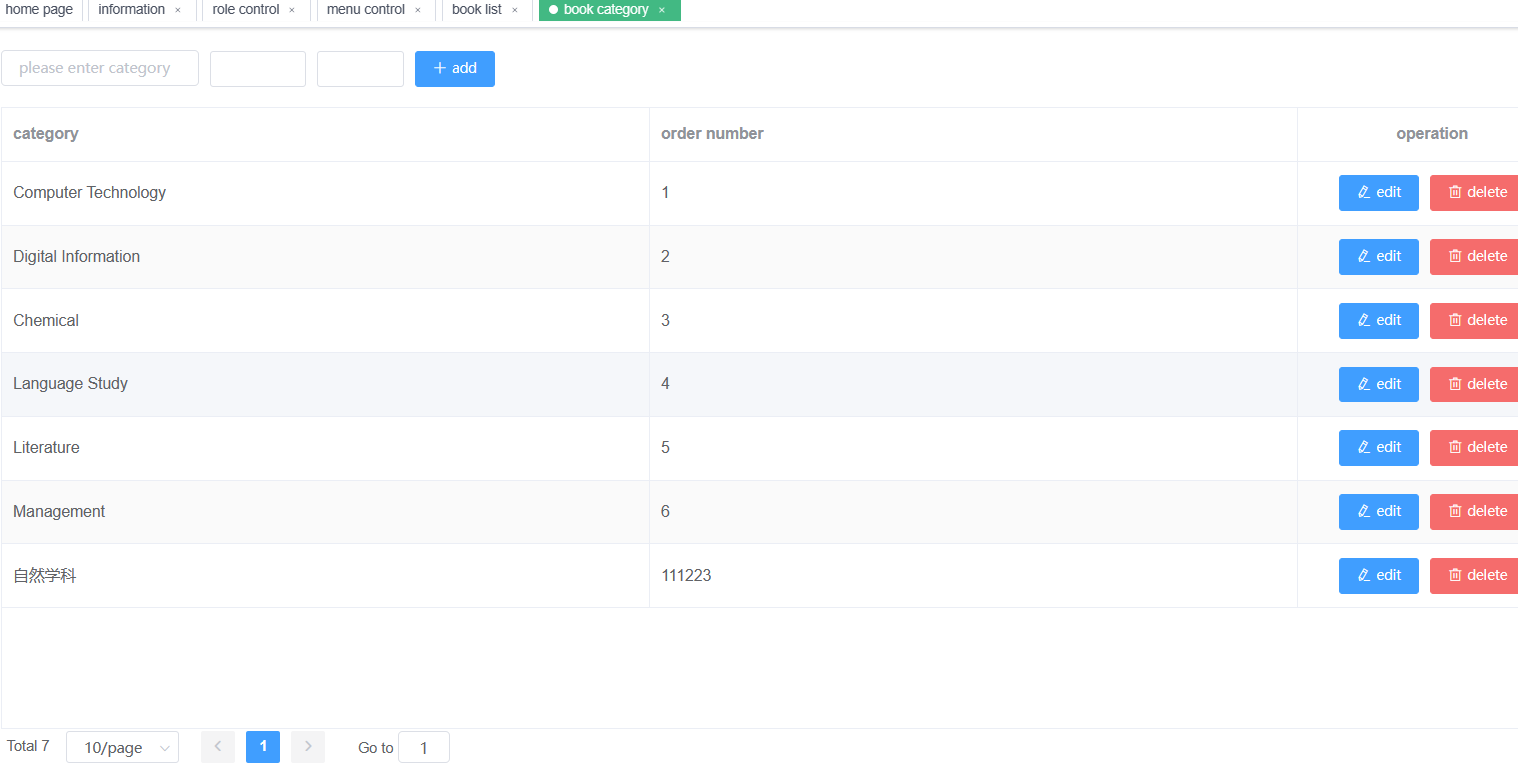 home page information × role control × menu control × book list × book category ×
please enter category + add
category order number operation
Computer Technology 1 edit delete
Digital Information 2 edit delete
Chemical 3 edit delete
Language Study 4 edit delete
Literature 5 edit delete
Management 6 edit delete
自然学科 111223 edit delete
Total 7 10/page < 1 > Go to 1